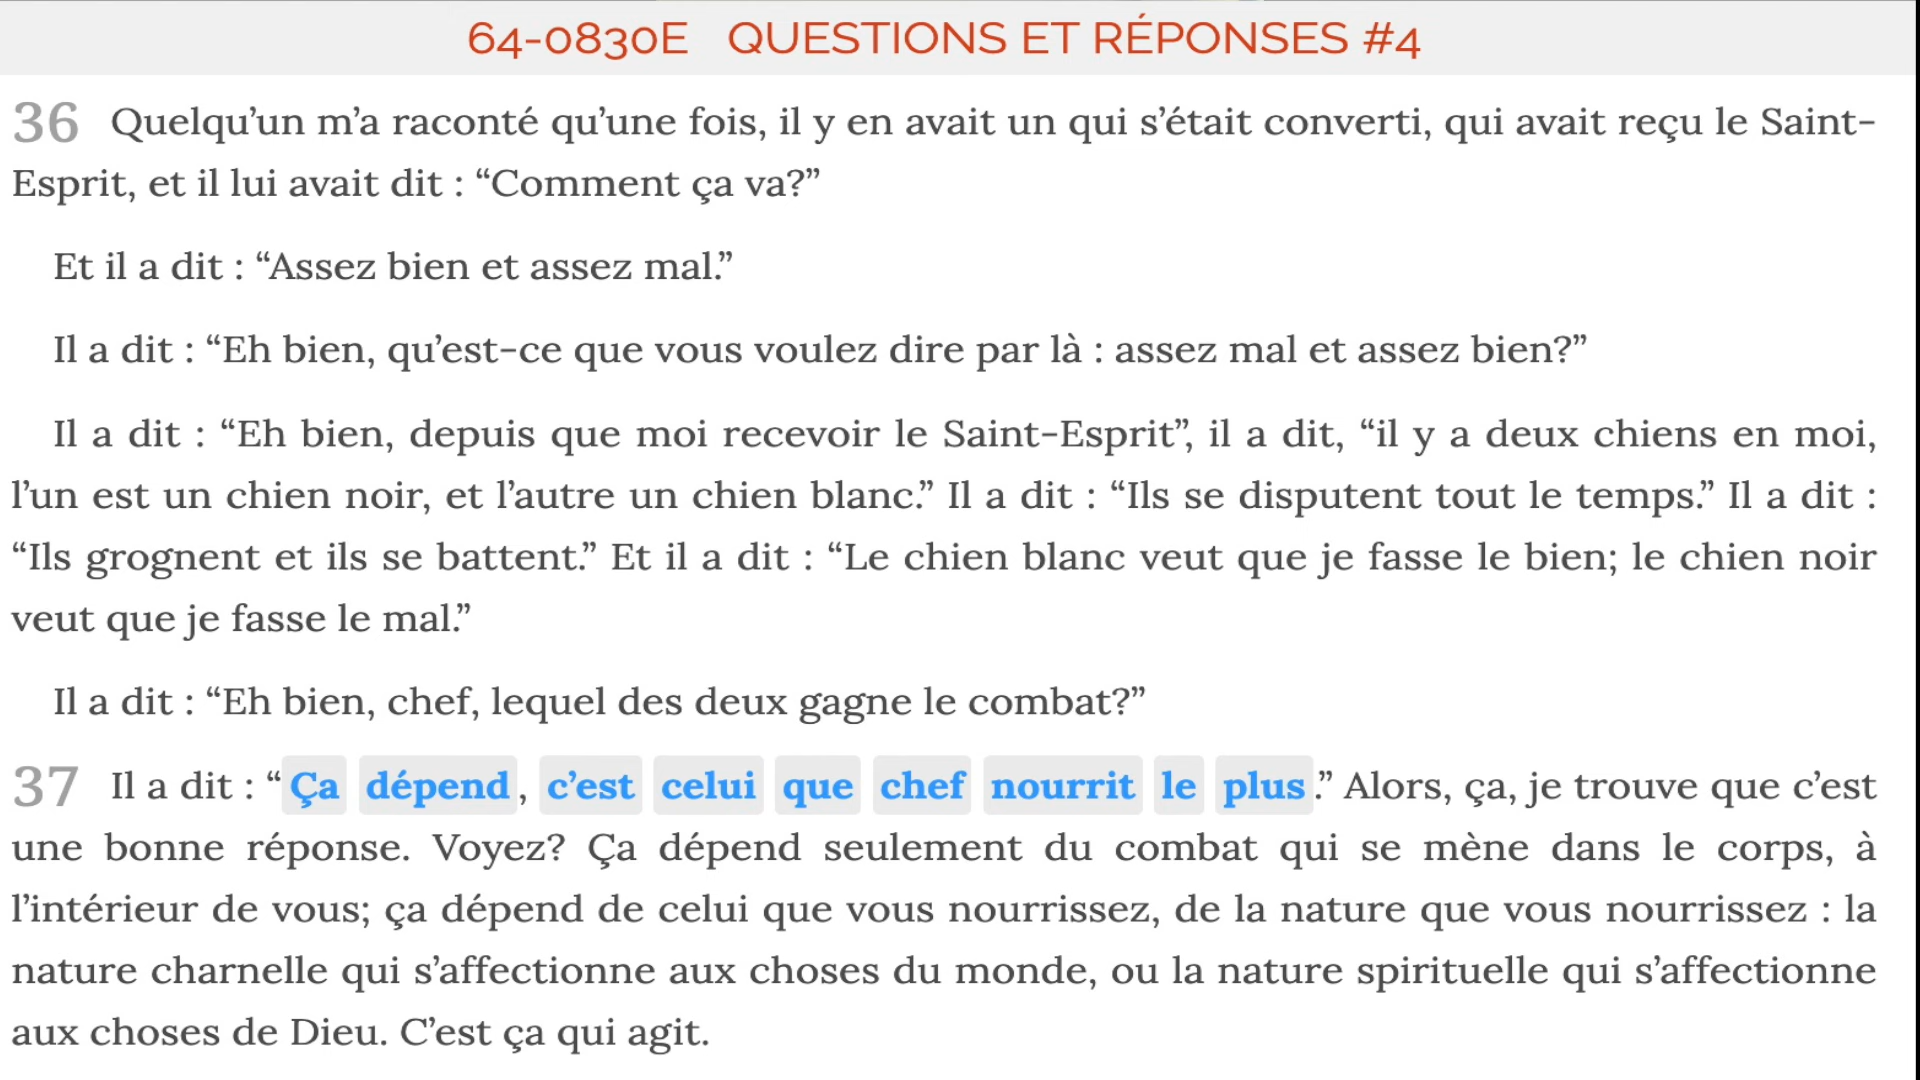 64-0830E QUESTIONS ET RÉPONSES #4
36 Quelqu’un m’a raconté qu’une fois, il y en avait un qui s’était converti, qui avait reçu le Saint-
Esprit, et il lui avait dit : “Comment ça va?”
Et il a dit : “Assez bien et assez mal.”
Il a dit : “Eh bien, qu’est-ce que vous voulez dire par là : assez mal et assez bien?”
Il a dit : “Eh bien, depuis que moi recevoir le Saint-Esprit”, il a dit, “il y a deux chiens en moi,
l’un est un chien noir, et l’autre un chien blanc.” Il a dit : “Ils se disputent tout le temps.” Il a dit :
“Ils grognent et ils se battent.” Et il a dit : “Le chien blanc veut que je fasse le bien; le chien noir
veut que je fasse le mal.”
Il a dit : “Eh bien, chef, lequel des deux gagne le combat?”
37 Il a dit : “Ça dépend, c’est celui que chef nourrit le plus.” Alors, ça, je trouve que c’est
une bonne réponse. Voyez? Ça dépend seulement du combat qui se mène dans le corps, à
l’intérieur de vous; ça dépend de celui que vous nourrissez, de la nature que vous nourrissez : la
nature charnelle qui s’affectionne aux choses du monde, ou la nature spirituelle qui s’affectionne
aux choses de Dieu. C’est ça qui agit.